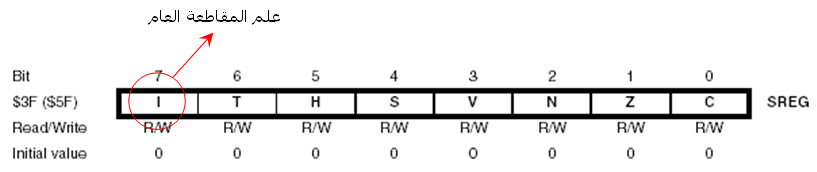 علم المقاطعة العام
Bit 7 6 5 4 3 2 1 0
$3F ($5F) I T H S V N Z C SREG
Read/Write R/W R/W R/W R/W R/W R/W R/W R/W
Initial value 0 0 0 0 0 0 0 0